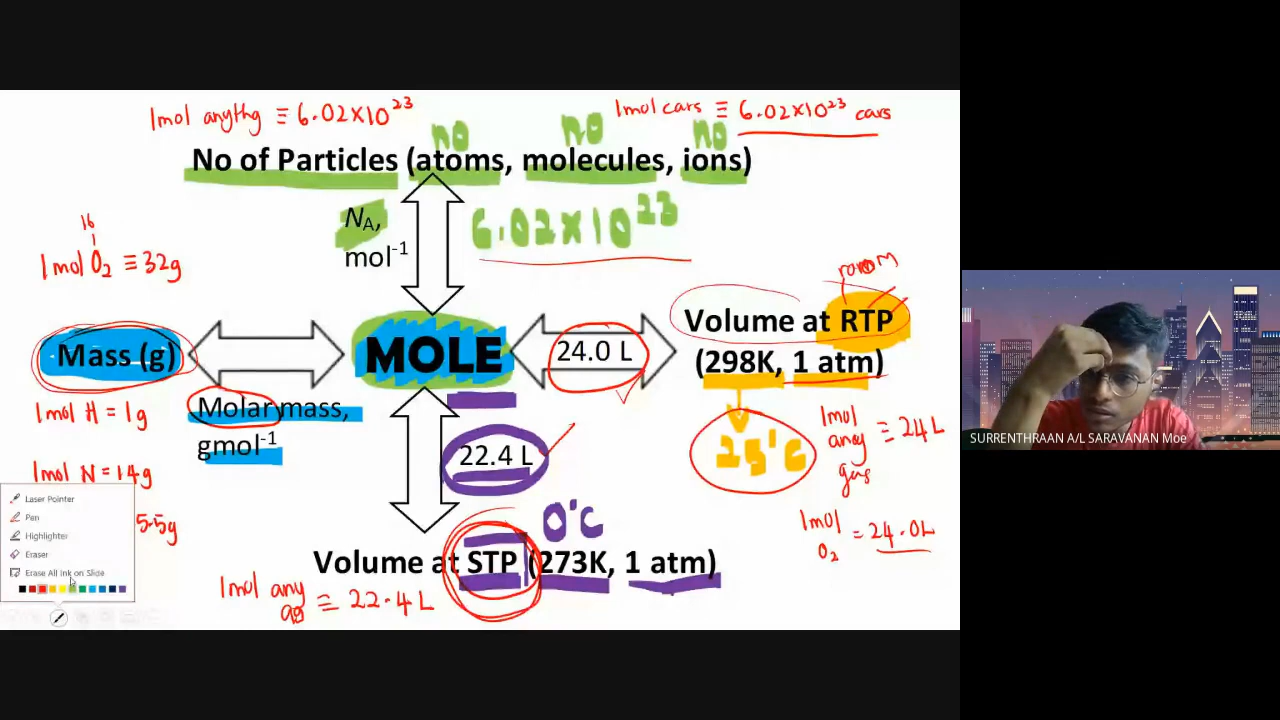 1mol anythg ≡ 6.02×10²³
1mol cars ≡ 6.02×10²³ cars
no no no
No of Particles (atoms, molecules, ions)
N_A,
mol⁻¹
6.02×10²³
16
1mol O₂ ≡ 32g
room
Mass (g)
MOLE
24.0 L
Volume at RTP
(298K, 1 atm)
1mol H = 1g
Molar mass,
gmol⁻¹
22.4 L
25°C
1mol
any
gas
≡ 24L
1mol N = 14g
5.5g
0°C
1mol
O₂
= 24.0L
Volume at STP (273K, 1 atm)
1mol any
≡ 22.4 L
Laser Pointer
Pen
Highlighter
Eraser
Erase All Ink on Slide
SURRENTHRAAN A/L SARAVANAN Moe